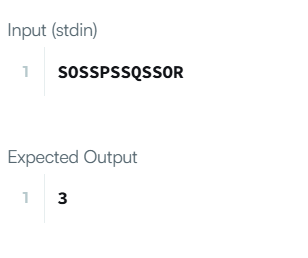 Input (stdin)
1 SOSSPSSQSSOR
Expected Output
1 3